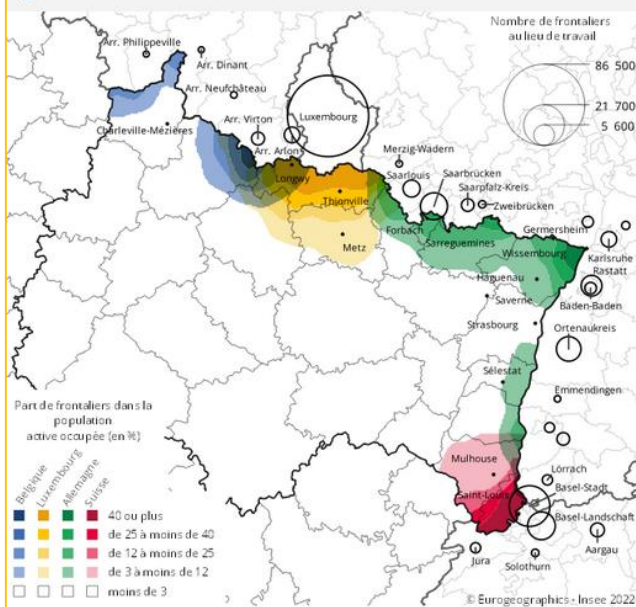 Nombre de frontaliers
au lieu de travail
86 500
21 700
5 600
Arr. Philippeville
Arr. Dinant
Arr. Neufchâteau
Charleville-Mézières
Arr. Virton
Luxembourg
Arr. Arlon
Longwy
Thionville
Metz
Merzig-Wadern
Saarlouis
Saarbrücken
Saarpfalz-Kreis
Zweibrücken
Forbach
Sarreguemines
Germersheim
Wissembourg
Karlsruhe
Rastatt
Haguenau
Baden-Baden
Saverne
Strasbourg
Ortenaukreis
Sélestat
Emmendingen
Mulhouse
Lörrach
Saint-Louis
Basel-Stadt
Basel-Landschaft
Aargau
Jura
Solothurn
Part de frontaliers dans la
population
active occupée (en %)
Belgique
Luxembourg
Allemagne
Suisse
40 ou plus
de 25 à moins de 40
de 12 à moins de 25
de 3 à moins de 12
moins de 3
© Eurogeographics - Insee 2022